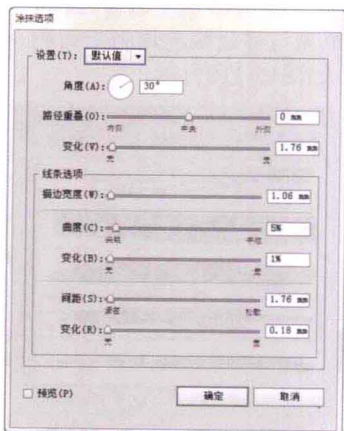 涂抹选项
设置(T): 默认值
角度(A): 30°
路径重叠(O): 0 mm
内侧 中央 外侧
变化(V): 1.76 mm
无 宽
线条选项
描边宽度(W): 1.06 mm
曲度(C): 5%
尖锐 平滑
变化(B): 1%
无 宽
间距(S): 1.76 mm
紧密 松散
变化(R): 0.18 mm
无 宽
预览(P) 确定 取消